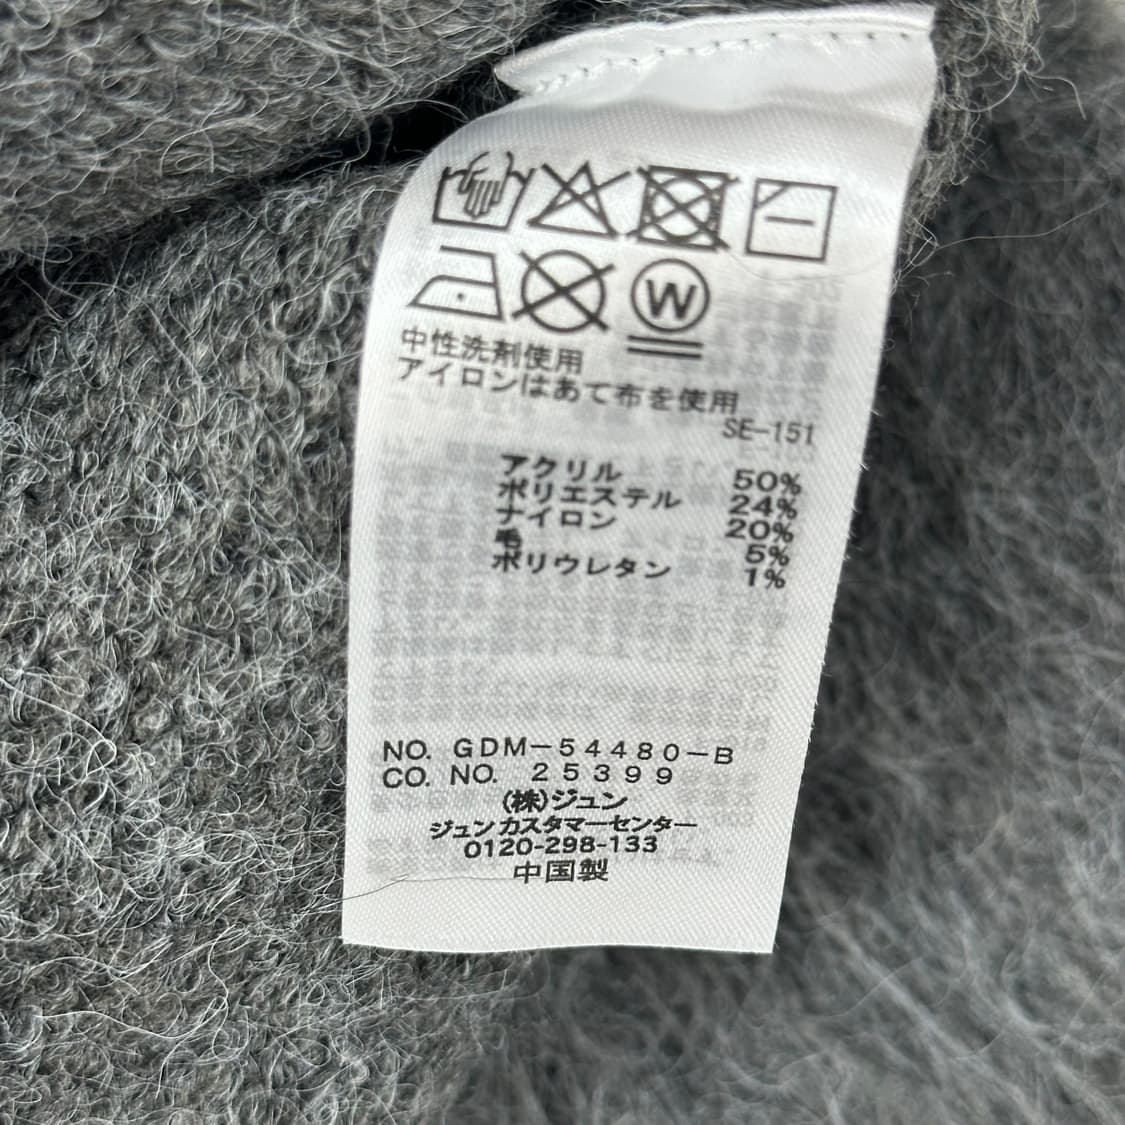 W
中性洗剤使用
アイロンはあて布を使用
SE-151
アクリル 50%
ポリエステル 24%
ナイロン 20%
毛 5%
ポリウレタン 1%
NO. GDM-54480-B
CO. NO. 25399
(株)ジュン
ジュンカスタマーセンター
0120-298-133
中国製